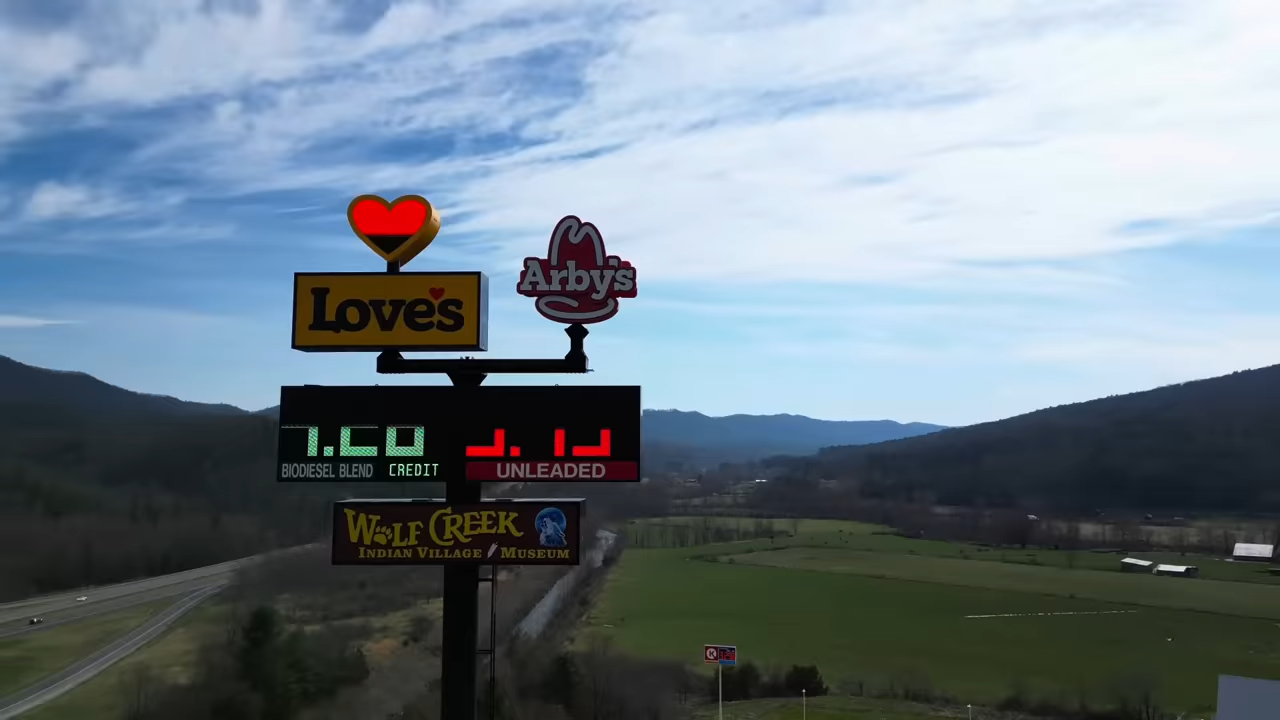 Love's
Arby's
BIODIESEL BLEND CREDIT
UNLEADED
WOLF CREEK
INDIAN VILLAGE MUSEUM
K